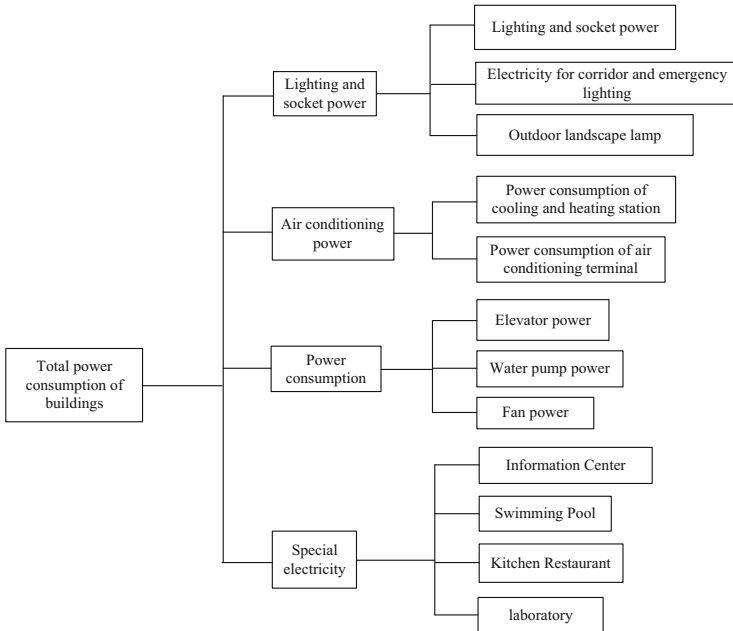 Total power
consumption of
buildings
Lighting and
socket power
Lighting and socket power
Electricity for corridor and emergency
lighting
Outdoor landscape lamp
Air conditioning
power
Power consumption of
cooling and heating station
Power consumption of air
conditioning terminal
Power
consumption
Elevator power
Water pump power
Fan power
Special
electricity
Information Center
Swimming Pool
Kitchen Restaurant
laboratory